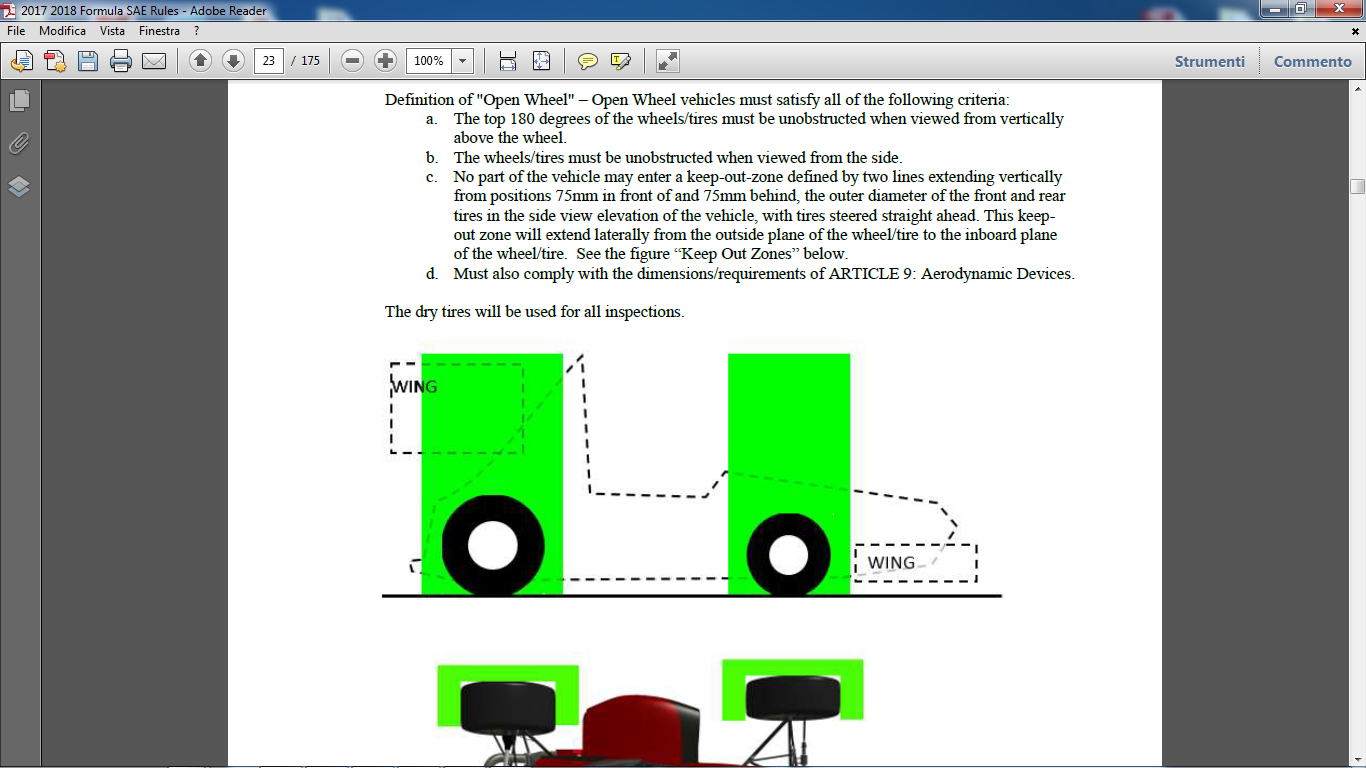 2017 2018 Formula SAE Rules - Adobe Reader
File Modifica Vista Finestra ?
23 / 175 100% Strumenti Commento
Definition of "Open Wheel" – Open Wheel vehicles must satisfy all of the following criteria:
a. The top 180 degrees of the wheels/tires must be unobstructed when viewed from vertically
above the wheel.
b. The wheels/tires must be unobstructed when viewed from the side.
c. No part of the vehicle may enter a keep-out-zone defined by two lines extending vertically
from positions 75mm in front of and 75mm behind, the outer diameter of the front and rear
tires in the side view elevation of the vehicle, with tires steered straight ahead. This keep-
out zone will extend laterally from the outside plane of the wheel/tire to the inboard plane
of the wheel/tire. See the figure “Keep Out Zones” below.
d. Must also comply with the dimensions/requirements of ARTICLE 9: Aerodynamic Devices.
The dry tires will be used for all inspections.
WING
WING